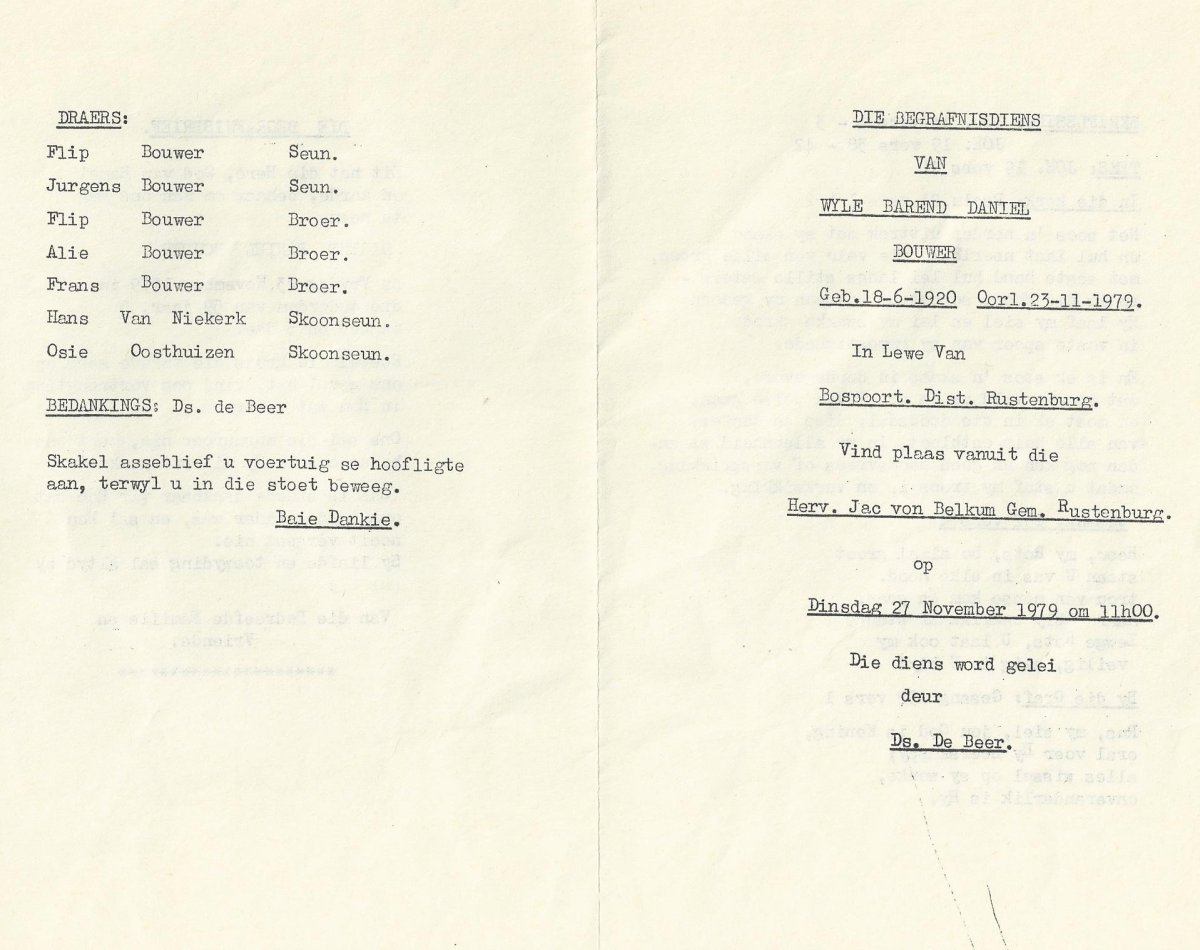 DRAERS:
Flip Bouwer Seun.
Jurgens Bouwer Seun.
Flip Bouwer Broer.
Alie Bouwer Broer.
Frans Bouwer Broer.
Hans Van Niekerk Skoonseun.
Osie Oosthuizen Skoonseun.
BEDANKINGS: Ds. de Beer
Skakel asseblief u voertuig se hoofligte
aan, terwyl u in die stoet beweeg.
Baie Dankie.
DIE BEGRAFNISDIENS
VAN
WYLE BAREND DANIEL
BOUWER
Geb.18-6-1920 Oorl.23-11-1979.
In Lewe Van
Bospoort. Dist. Rustenburg.
Vind plaas vanuit die
Herv. Jac von Belkum Gem. Rustenburg.
op
Dinsdag 27 November 1979 om 11h00.
Die diens word gelei
deur
Ds. De Beer.